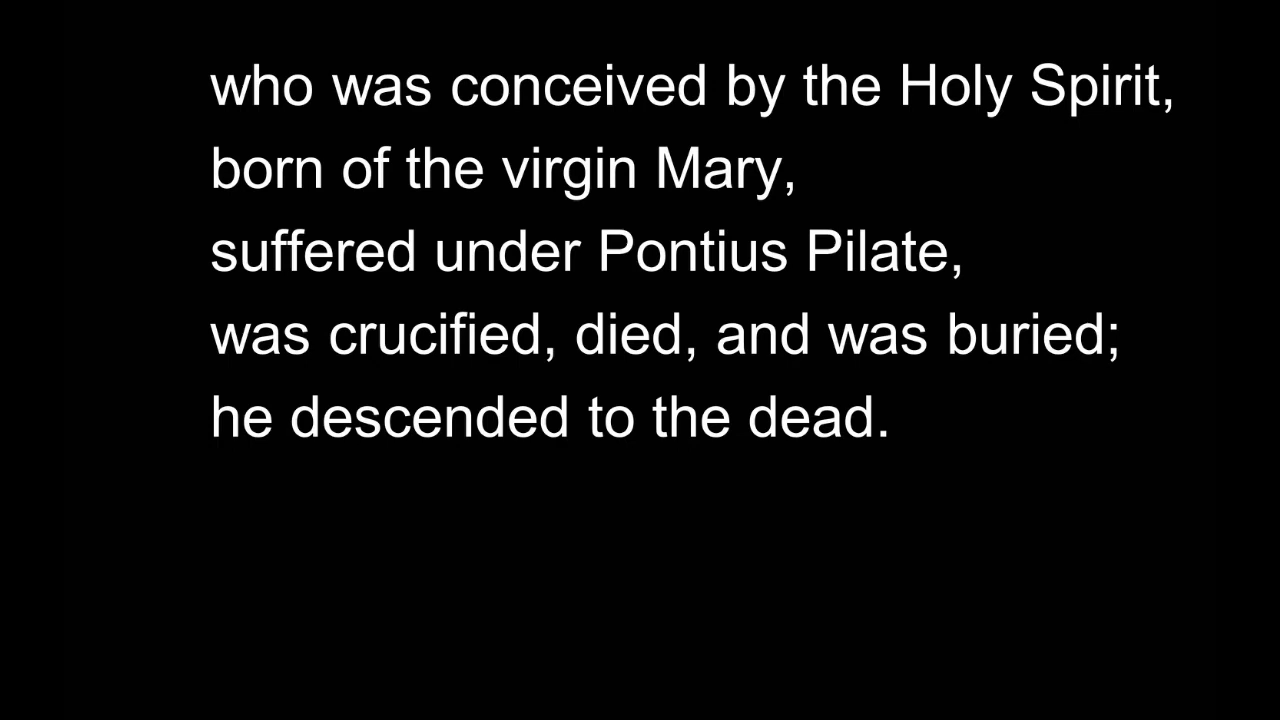 who was conceived by the Holy Spirit,
born of the virgin Mary,
suffered under Pontius Pilate,
was crucified, died, and was buried;
he descended to the dead.